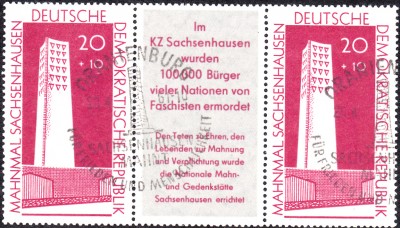 DEUTSCHE
DEMOKRATISCHE REPUBLIK
MAHNMAL SACHSENHAUSEN
20
+10
Im
KZ Sachsenhausen
wurden
100000 Bürger
vieler Nationen von
Faschisten ermordet
Den Toten zu Ehren, den
Lebenden zur Mahnung
und Verpflichtung wurde
die Nationale Mahn-
und Gedenkstätte
Sachsenhausen errichtet
DEUTSCHE
DEMOKRATISCHE REPUBLIK
MAHNMAL SACHSENHAUSEN
20
+10